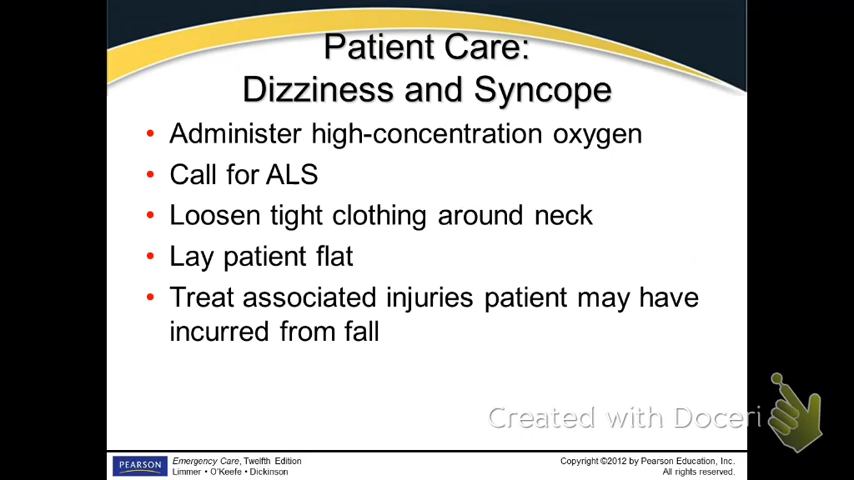 Patient Care:
Dizziness and Syncope
• Administer high-concentration oxygen
• Call for ALS
• Loosen tight clothing around neck
• Lay patient flat
• Treat associated injuries patient may have
incurred from fall
Created with Doceri
PEARSON
Emergency Care, Twelfth Edition
Limmer • O'Keefe • Dickinson
Copyright ©2012 by Pearson Education, Inc.
All rights reserved.